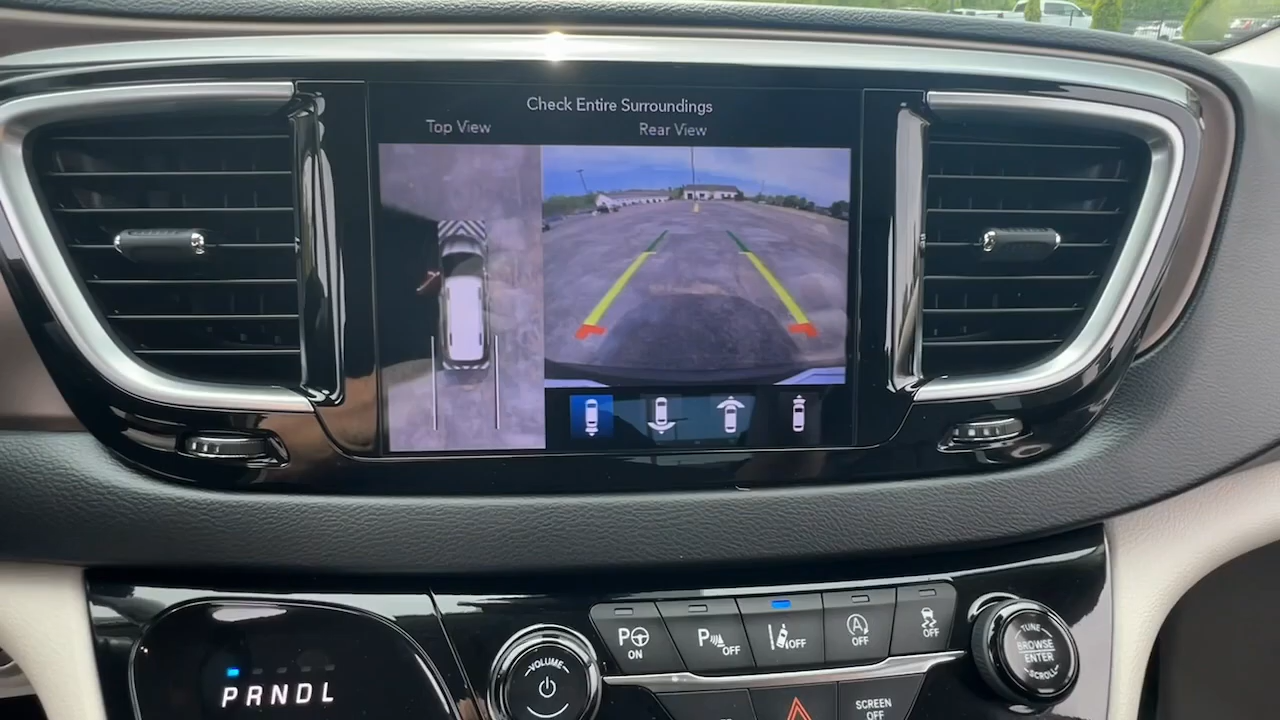 Check Entire Surroundings
Top View
Rear View
P ON
P OFF
OFF
A OFF
OFF
VOLUME
TUNE
BROWSE
ENTER
SCROLL
PRNDL
SCREEN
OFF